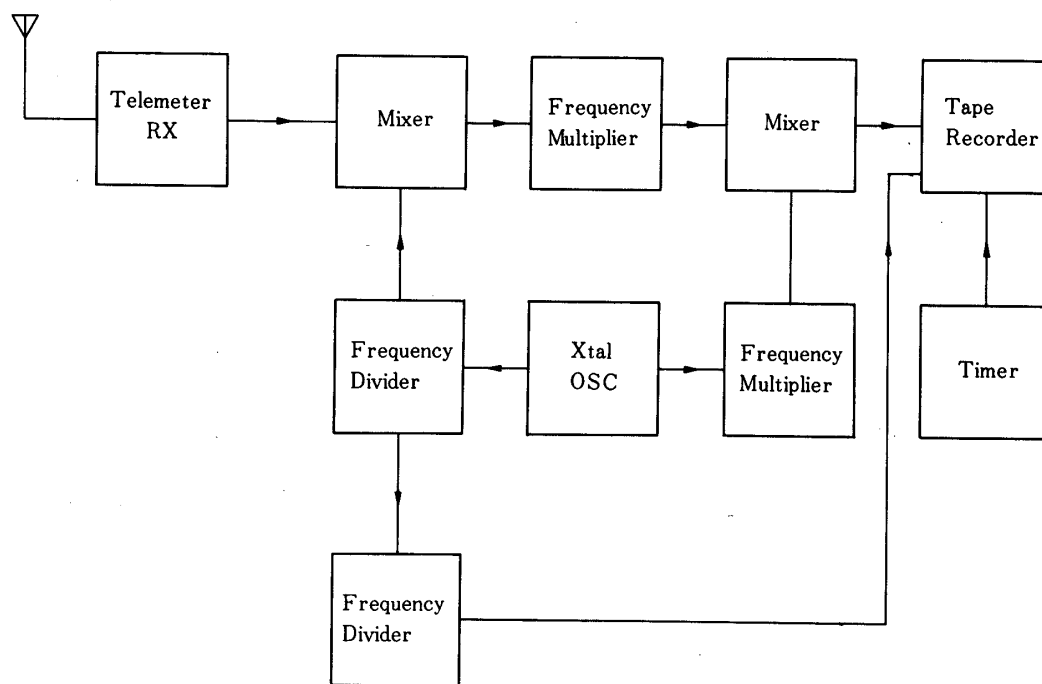 Telemeter
RX
Mixer
Frequency
Multiplier
Mixer
Tape
Recorder
Frequency
Divider
Xtal
OSC
Frequency
Multiplier
Timer
Frequency
Divider